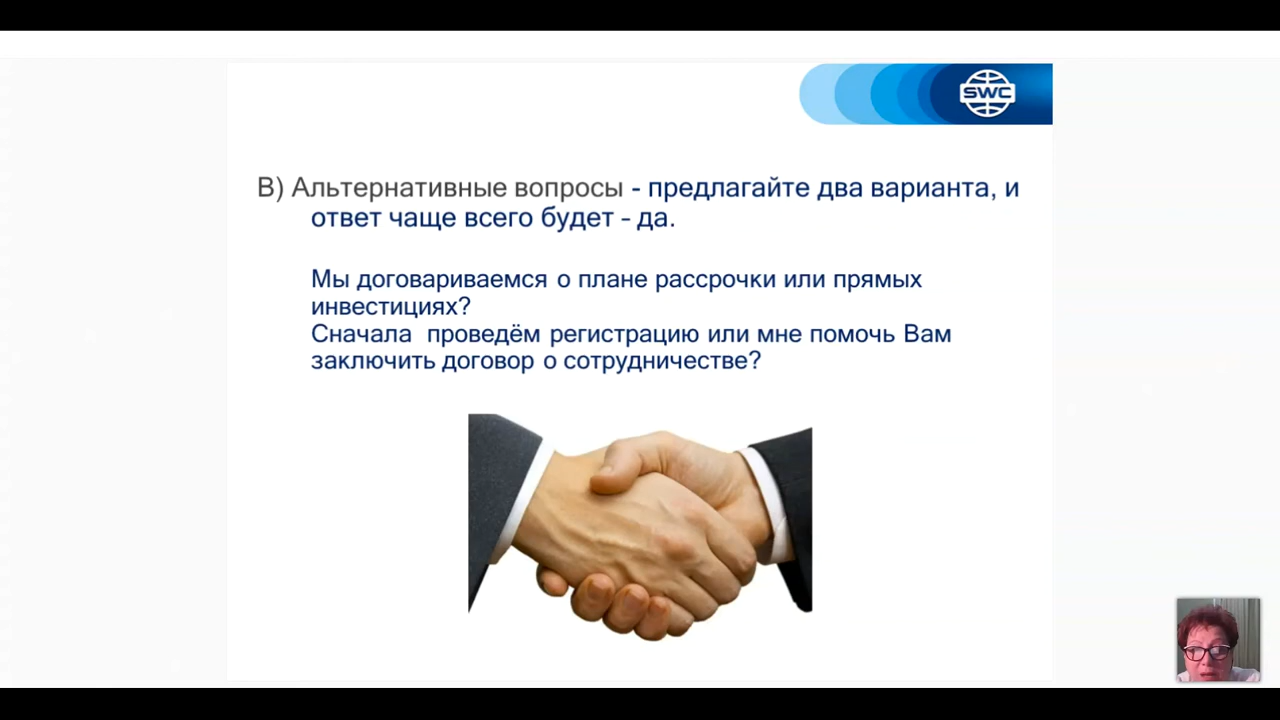 SWC
В) Альтернативные вопросы - предлагайте два варианта, и
ответ чаще всего будет – да.
Мы договариваемся о плане рассрочки или прямых
инвестициях?
Сначала проведём регистрацию или мне помочь Вам
заключить договор о сотрудничестве?